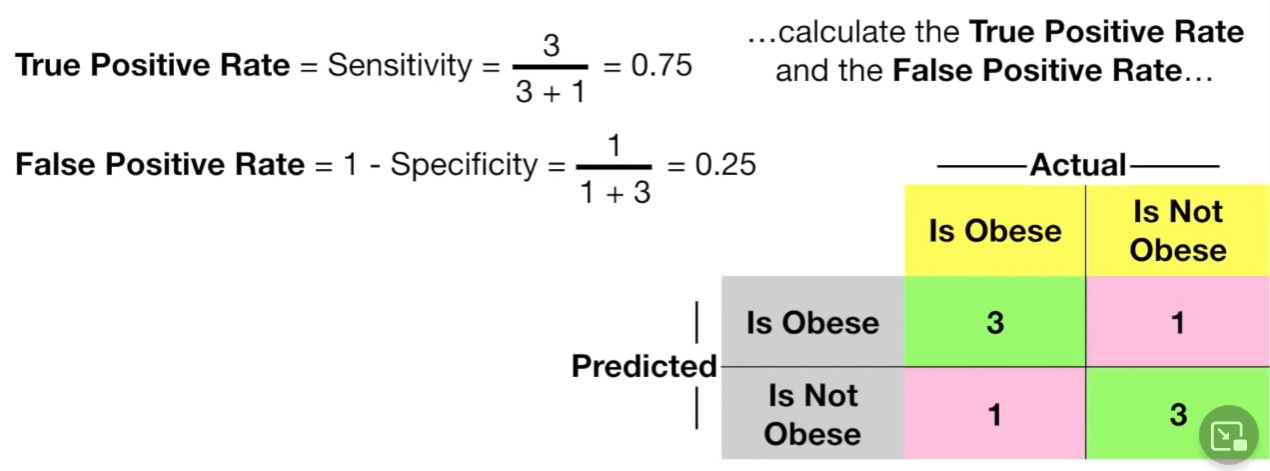 True Positive Rate = Sensitivity = 3 / 3 + 1 = 0.75
...calculate the True Positive Rate
and the False Positive Rate...
False Positive Rate = 1 - Specificity = 1 / 1 + 3 = 0.25
Actual
Is Obese
Is Not
Obese
Predicted
Is Obese
3
1
Is Not
Obese
1
3